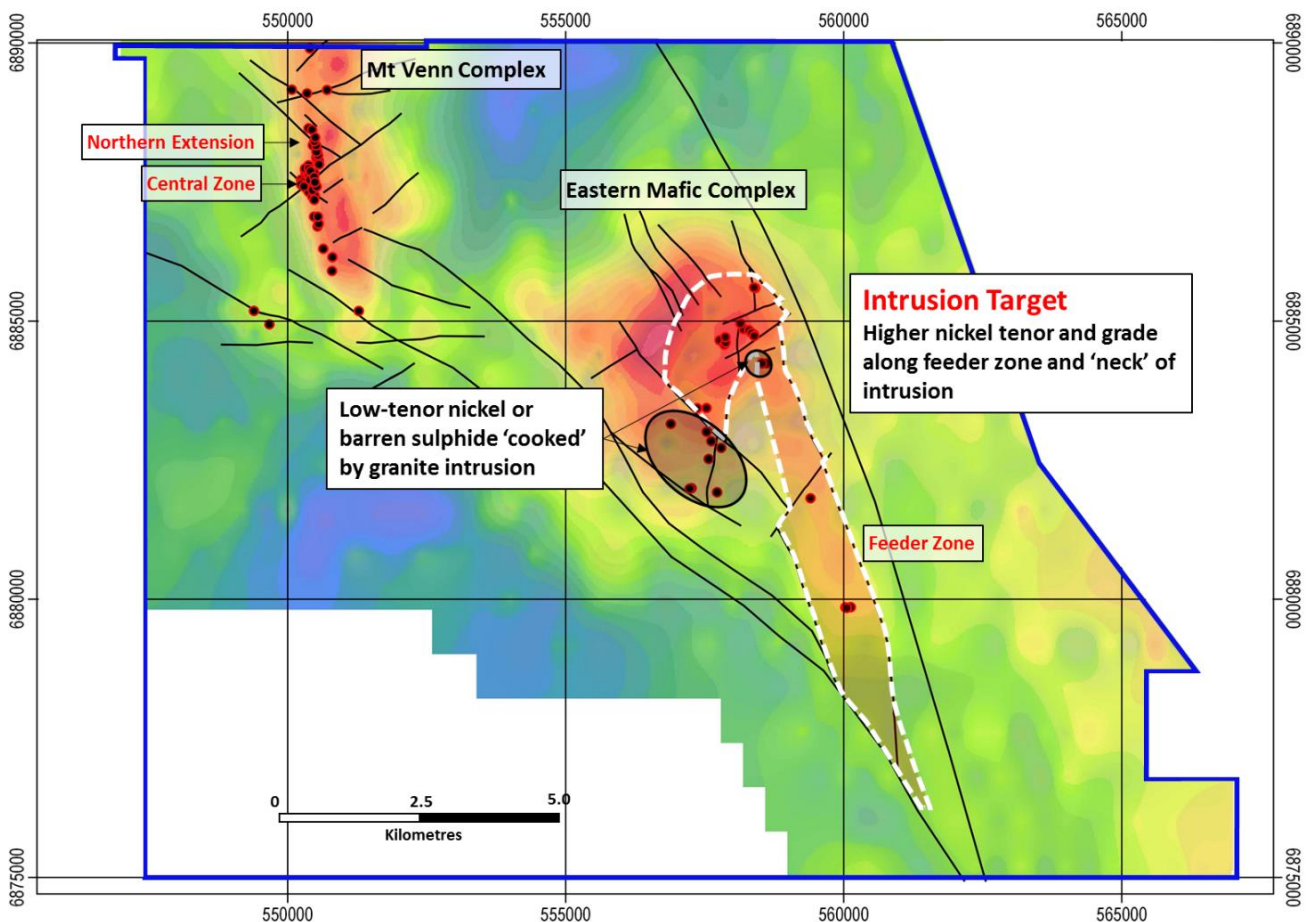 550000
555000
560000
565000
6890000
6890000
Mt Venn Complex
Northern Extension
Central Zone
Eastern Mafic Complex
Intrusion Target
Higher nickel tenor and grade
along feeder zone and ‘neck’ of
intrusion
6885000
6885000
Low-tenor nickel or
barren sulphide ‘cooked’
by granite intrusion
Feeder Zone
6880000
6880000
0
2.5
5.0
Kilometres
6875000
6875000
550000
555000
560000
565000